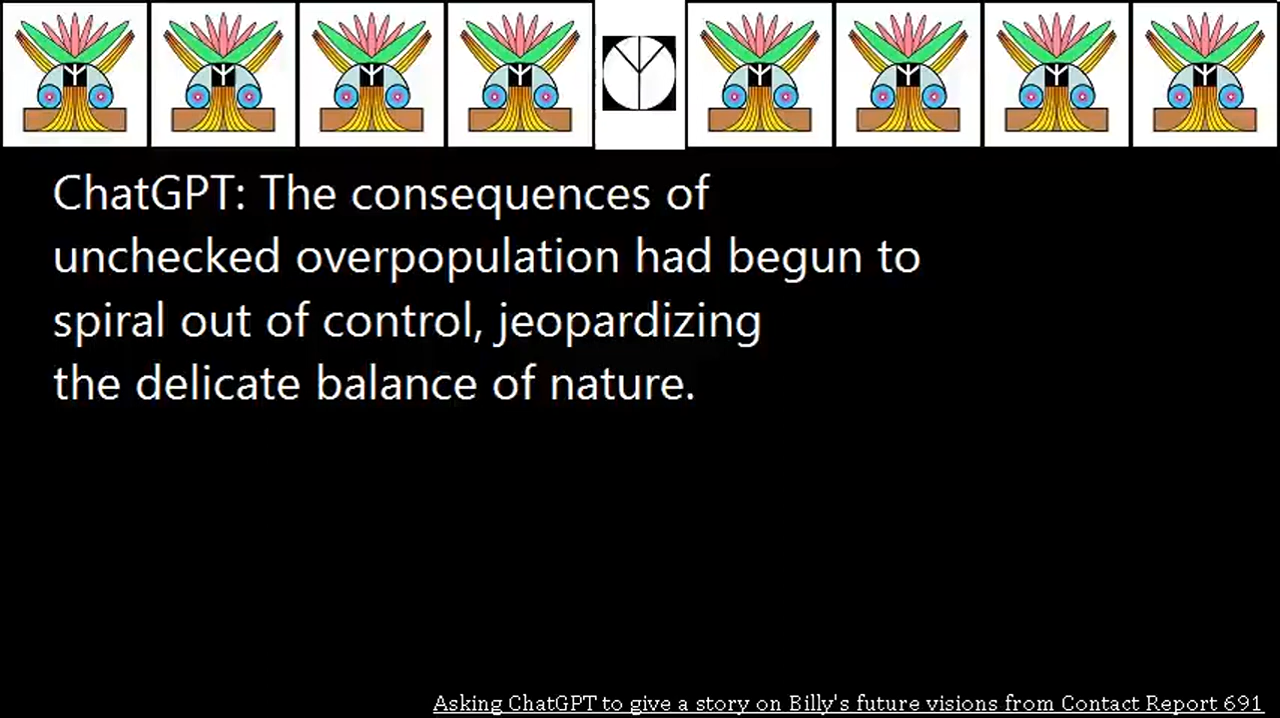 ChatGPT: The consequences of
unchecked overpopulation had begun to
spiral out of control, jeopardizing
the delicate balance of nature.
Asking ChatGPT to give a story on Billy's future visions from Contact Report 691